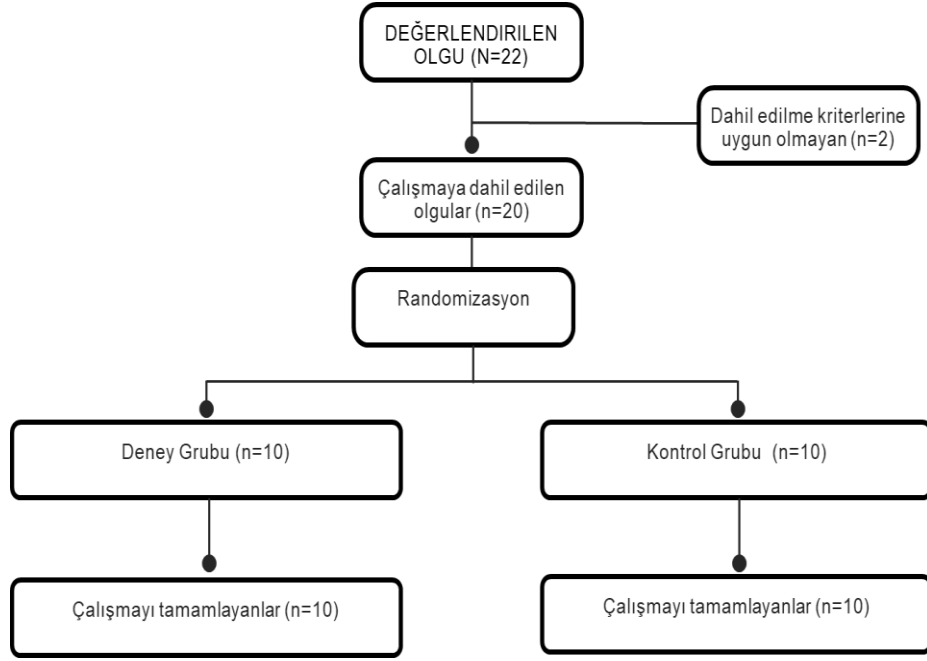 DEĞERLENDIRILEN
OLGU (N=22)
Dahil edilme kriterlerine
uygun olmayan (n=2)
Çalışmaya dahil edilen
olgular (n=20)
Randomizasyon
Deney Grubu (n=10)
Kontrol Grubu (n=10)
Çalışmayı tamamlayanlar (n=10)
Çalışmayı tamamlayanlar (n=10)